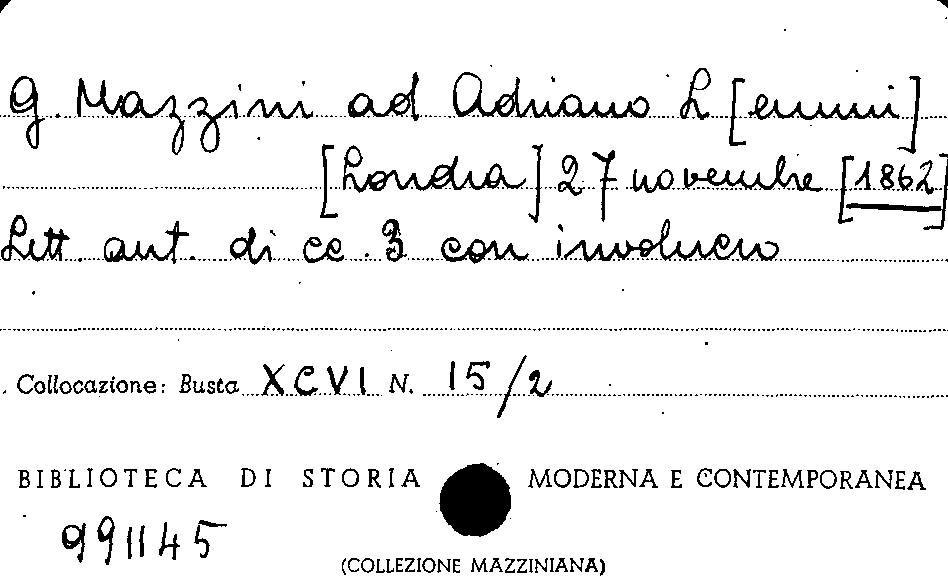 G. Mazzini ad Adriano L [emmi]
[Londra] 27 novembre [1862]
Lett. aut. di cc. 3 con involucro
Collocazione: Busta XCVI N. 15/2
BIBLIOTECA DI STORIA MODERNA E CONTEMPORANEA
991145
(COLLEZIONE MAZZINIANA)